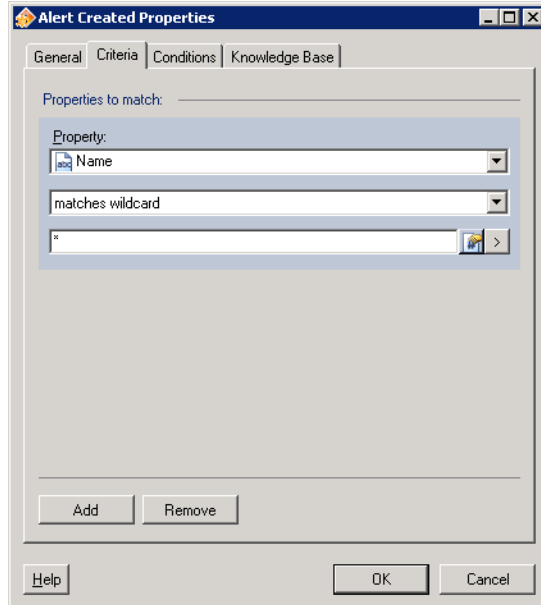 Alert Created Properties
General Criteria Conditions Knowledge Base
Properties to match:
Property:
Name
matches wildcard
*
>
Add Remove
Help OK Cancel